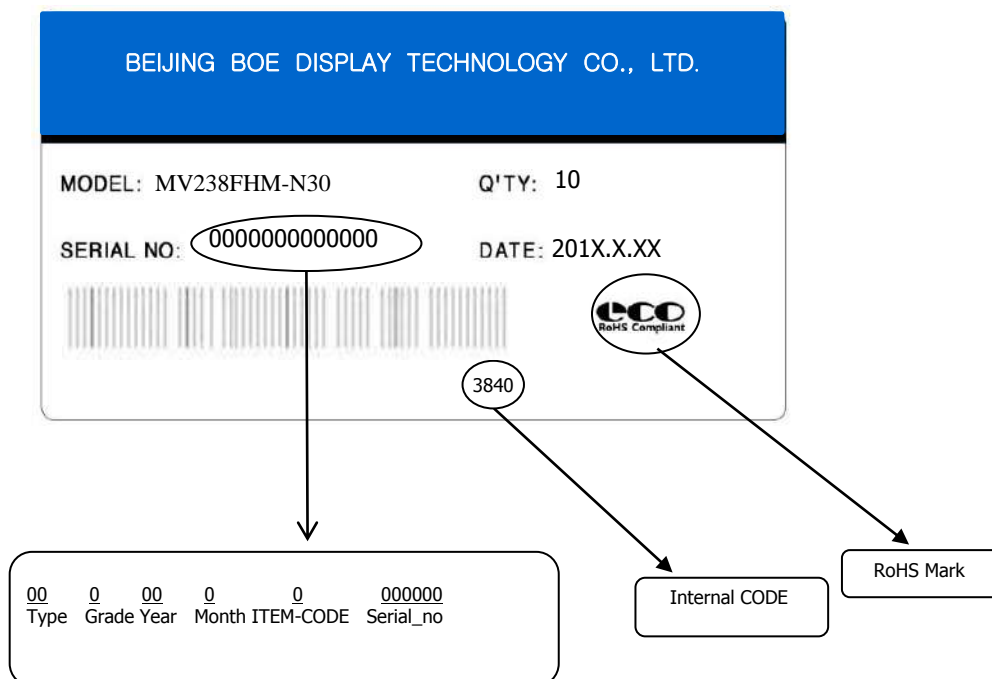 BEIJING BOE DISPLAY TECHNOLOGY CO., LTD.
MODEL: MV238FHM-N30 Q'TY: 10
SERIAL NO: 0000000000000 DATE: 201X.X.XX
eco
RoHS Compliant
3840
RoHS Mark
Internal CODE
00 0 00 0 0 000000
Type Grade Year Month ITEM-CODE Serial_no